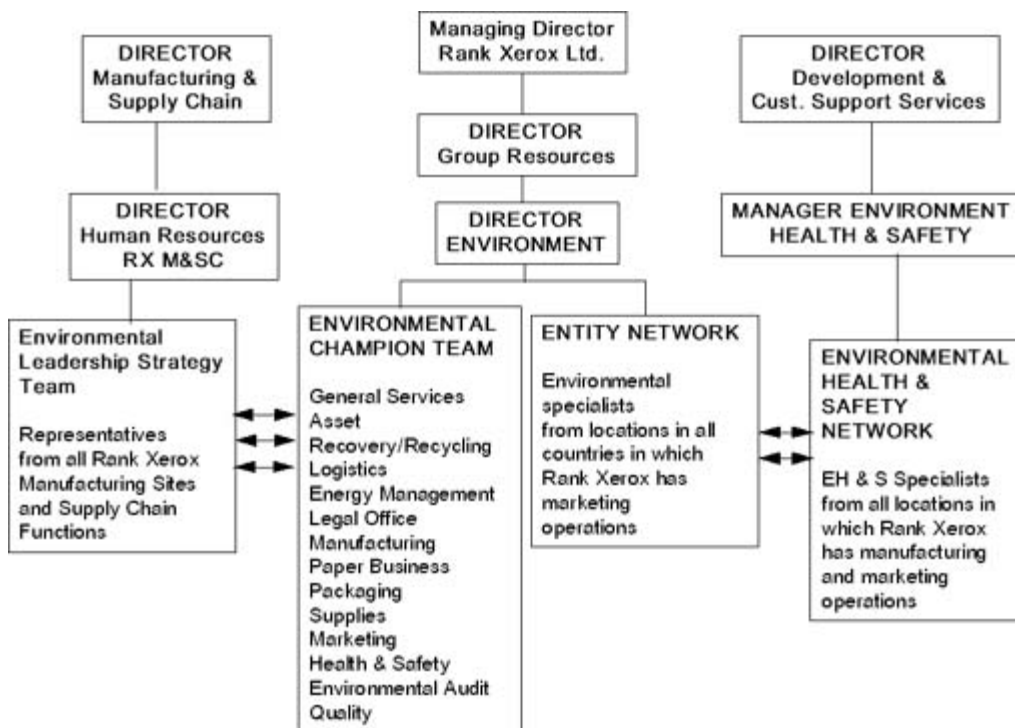 DIRECTOR
Manufacturing &
Supply Chain
Managing Director
Rank Xerox Ltd.
DIRECTOR
Development &
Cust. Support Services
DIRECTOR
Group Resources
DIRECTOR
Human Resources
RX M&SC
DIRECTOR
ENVIRONMENT
MANAGER ENVIRONMENT
HEALTH & SAFETY
Environmental
Leadership Strategy
Team
Representatives
from all Rank Xerox
Manufacturing Sites
and Supply Chain
Functions
ENVIRONMENTAL
CHAMPION TEAM
General Services
Asset
Recovery/Recycling
Logistics
Energy Management
Legal Office
Manufacturing
Paper Business
Packaging
Supplies
Marketing
Health & Safety
Environmental Audit
Quality
ENTITY NETWORK
Environmental
specialists
from locations in all
countries in which
Rank Xerox has
marketing
operations
ENVIRONMENTAL
HEALTH &
SAFETY
NETWORK
EH & S Specialists
from all locations in
which Rank Xerox
has manufacturing
and marketing
operations